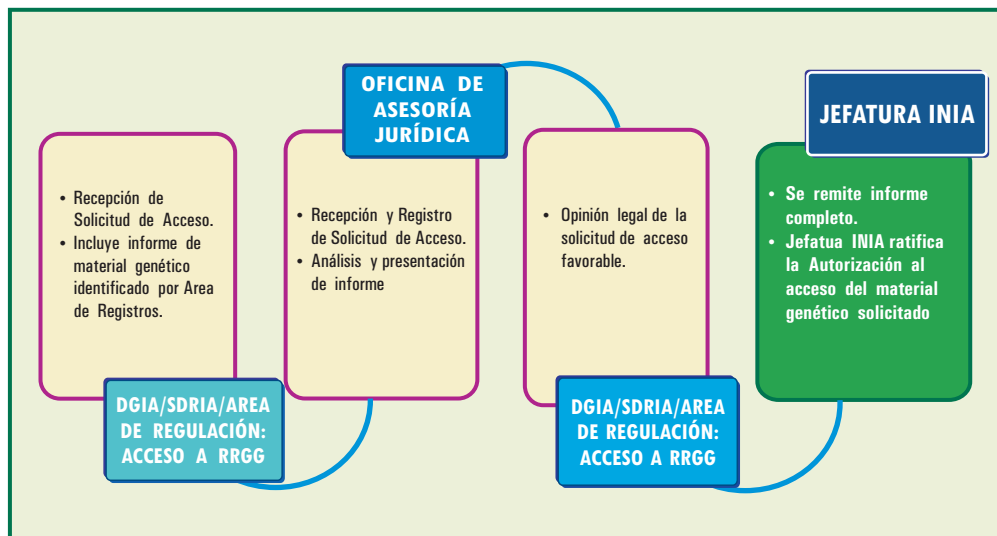 • Recepción de
Solicitud de Acceso.
• Incluye informe de
material genético
identificado por Area
de Registros.
DGIA/SDRIA/AREA
DE REGULACIÓN:
ACCESO A RRGG
OFICINA DE
ASESORÍA
JURÍDICA
• Recepción y Registro
de Solicitud de Acceso.
• Análisis y presentación
de informe
• Opinión legal de la
solicitud de acceso
favorable.
DGIA/SDRIA/AREA
DE REGULACIÓN:
ACCESO A RRGG
JEFATURA INIA
• Se remite informe
completo.
• Jefatua INIA ratifica
la Autorización al
acceso del material
genético solicitado